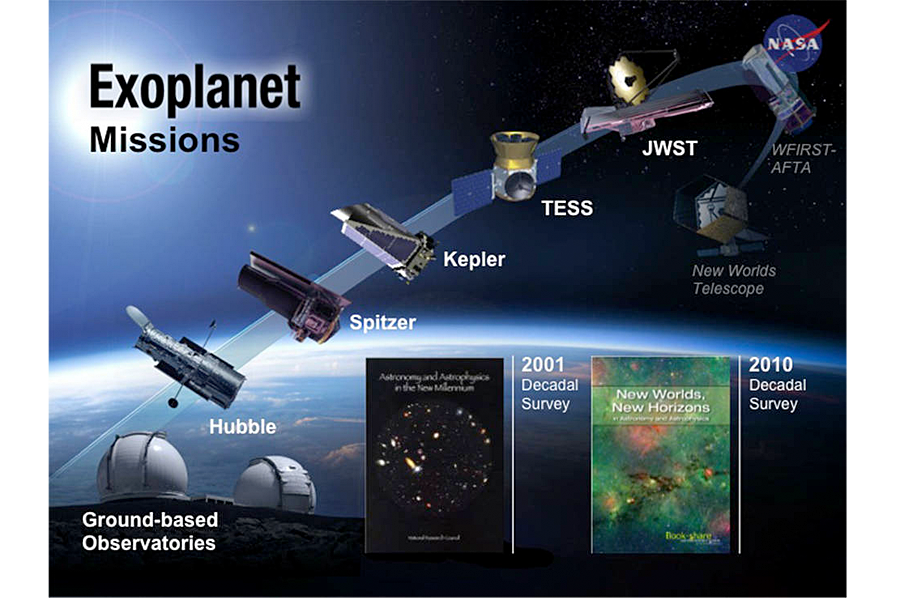 NASA
Exoplanet
Missions
JWST
WFIRST-
AFTA
TESS
Kepler
New Worlds
Telescope
Spitzer
Hubble
Ground-based
Observatories
Astronomy and Astrophysics
in the New Millennium
National Research Council
2001
Decadal
Survey
New Worlds,
New Horizons
in Astronomy and Astrophysics
Book-share
2010
Decadal
Survey